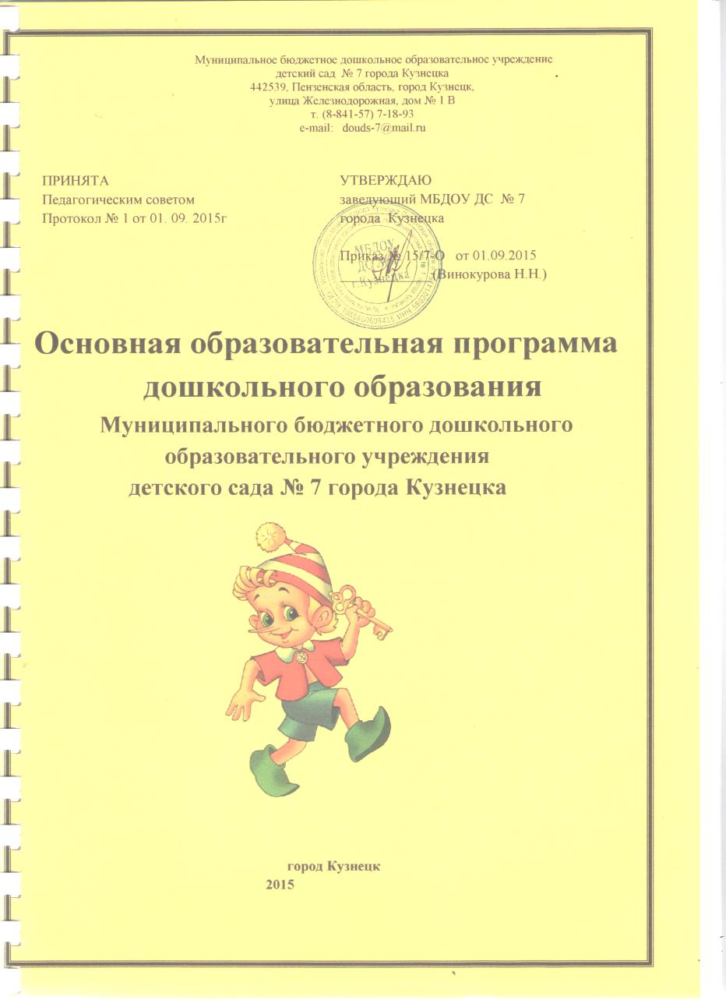 Муниципальное бюджетное дошкольное образовательное учреждение
детский сад № 7 города Кузнецка
442539, Пензенская область, город Кузнецк,
улица Железнодорожная, дом № 1 В
т. (8-841-57) 7-18-93
e-mail: douds-7@mail.ru
ПРИНЯТА
Педагогическим советом
Протокол № 1 от 01. 09. 2015г
УТВЕРЖДАЮ
заведующий МБДОУ ДС № 7
города Кузнецка
Приказ № 15/7-О от 01.09.2015
(Винокурова Н.Н.)
МБДОУ
г.Кузнецка
Основная образовательная программа
дошкольного образования
Муниципального бюджетного дошкольного
образовательного учреждения
детского сада № 7 города Кузнецка
город Кузнецк
2015